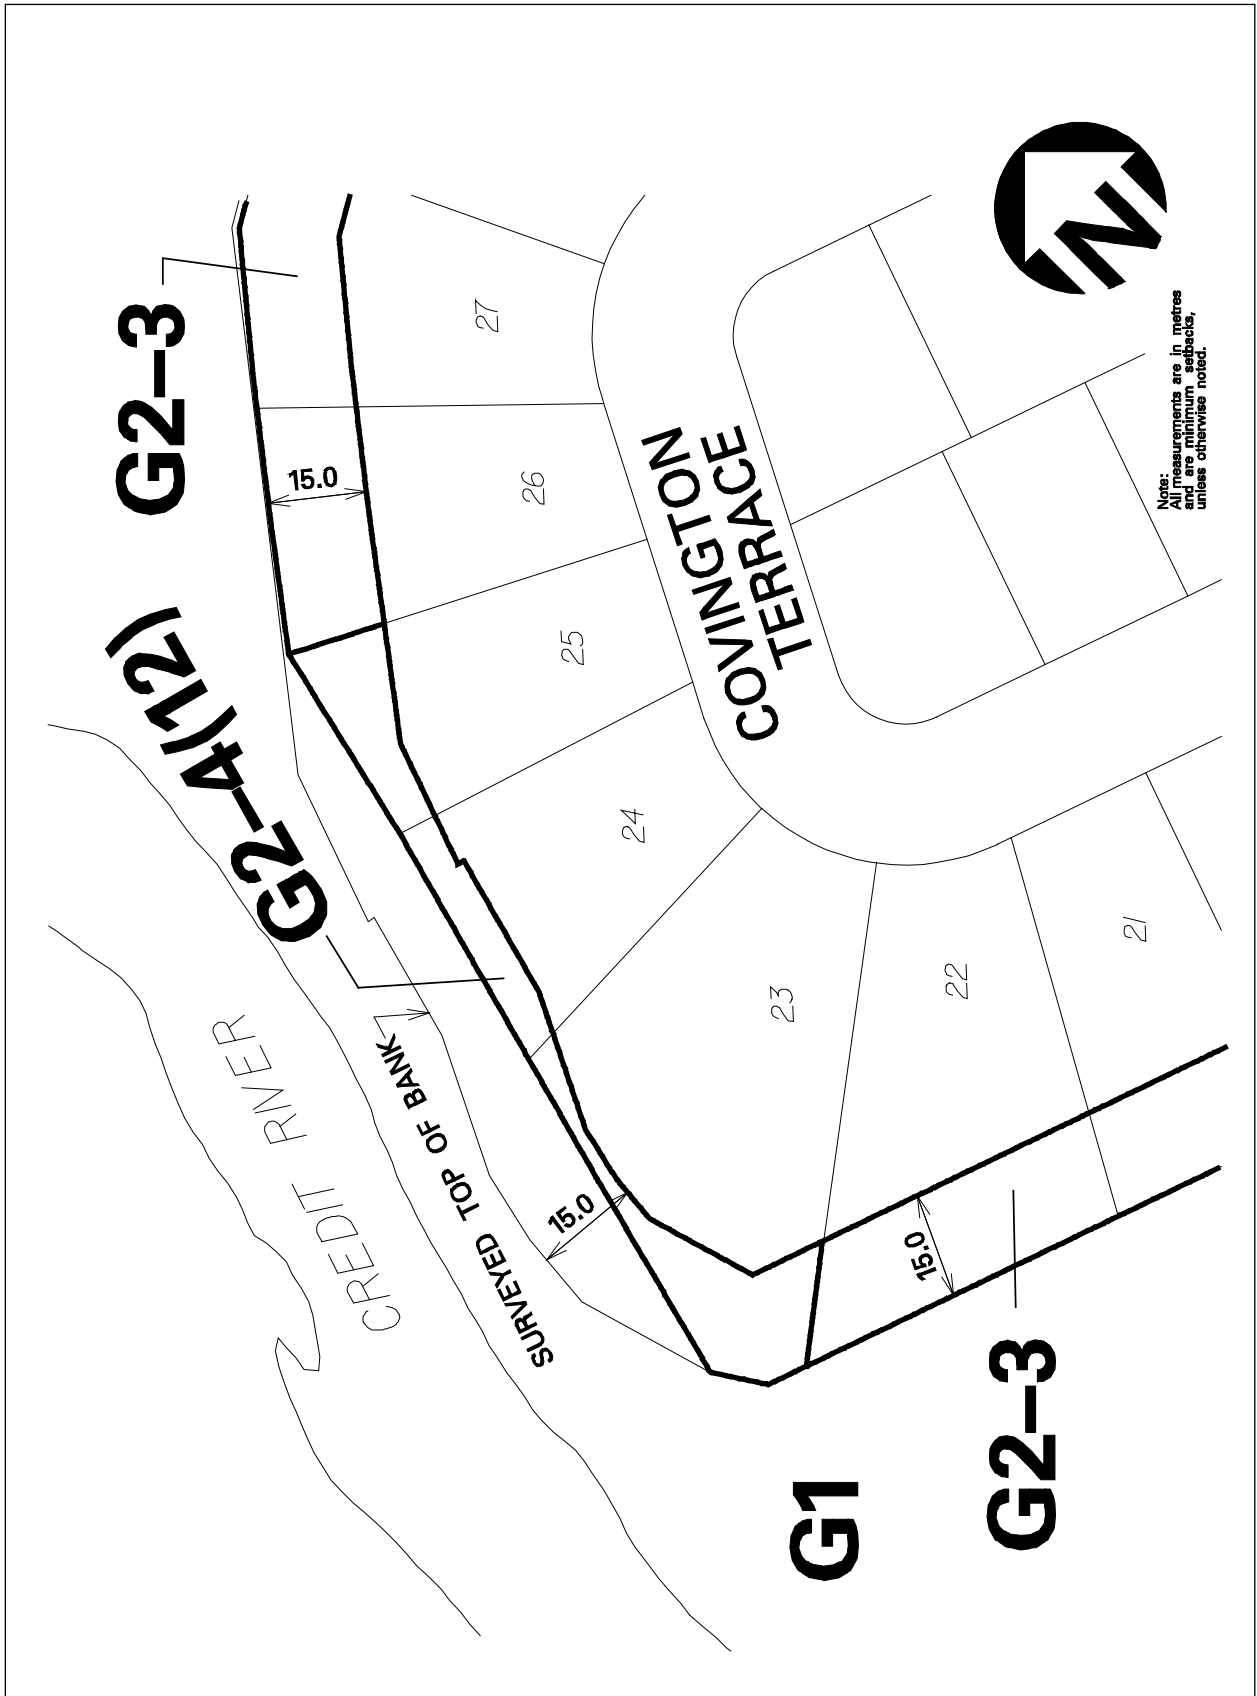 G2-3
15.0
27
26
25
24
23
22
21
G2-4(12)
COVINGTON
TERRACE
N
Note:
All measurements are in metres
and are minimum setbacks,
unless otherwise noted.
CREDIT RIVER
SURVEYED TOP OF BANK
15.0
15.0
G1
G2-3